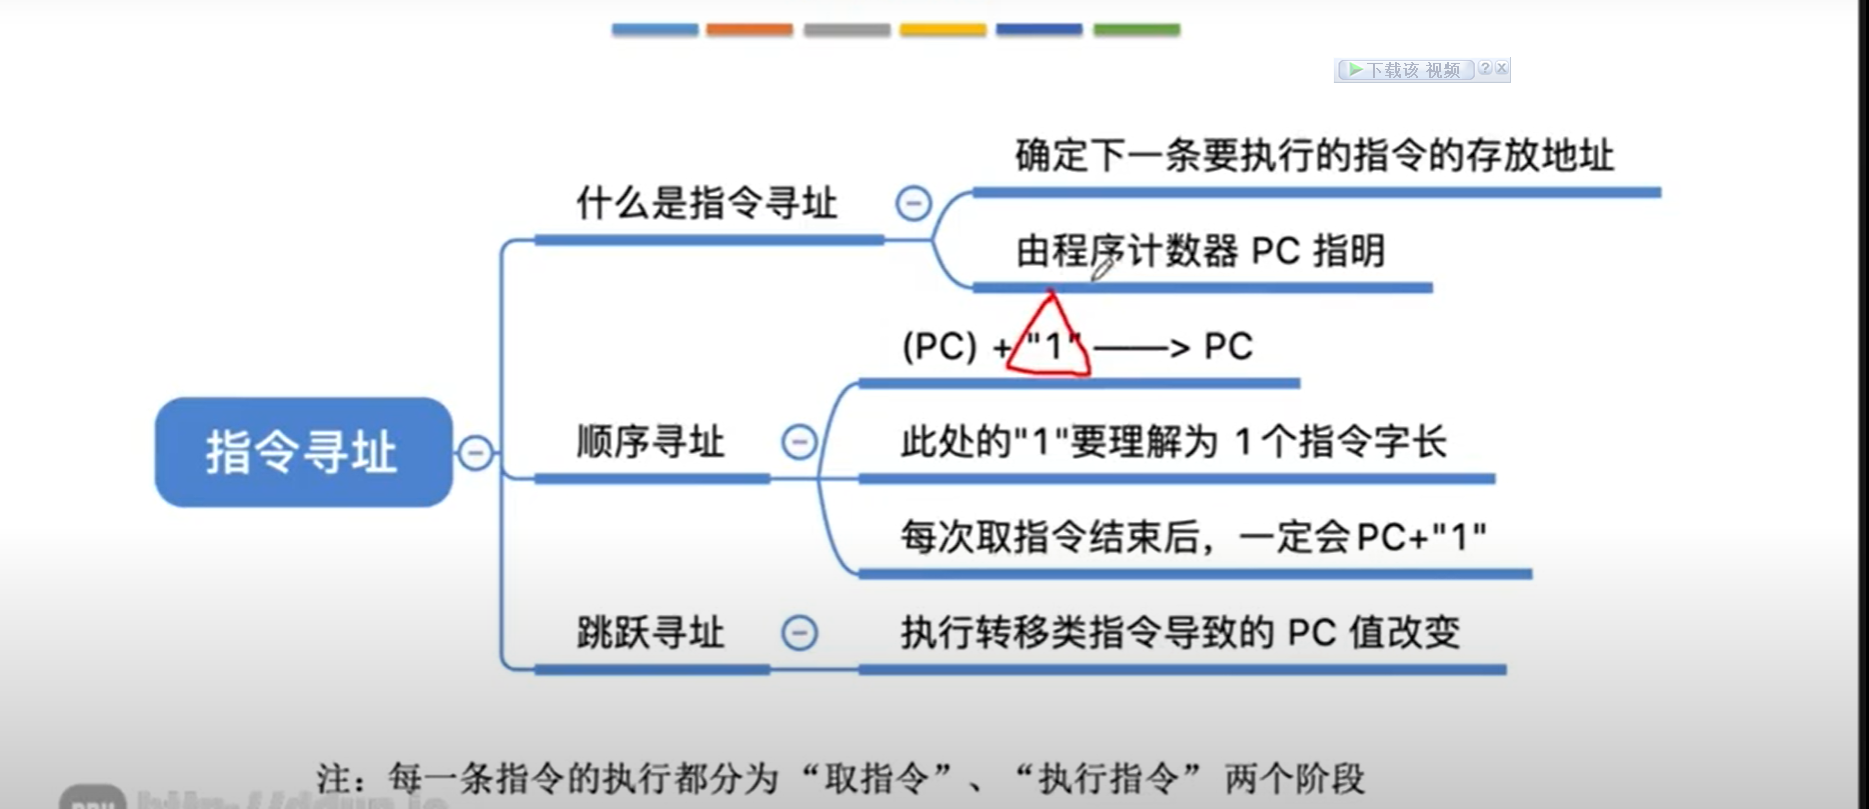 下载该 视频
确定下一条要执行的指令的存放地址
什么是指令寻址
由程序计数器 PC 指明
(PC) + "1" ——> PC
指令寻址
顺序寻址
此处的"1"要理解为 1个指令字长
每次取指令结束后，一定会PC+"1"
跳跃寻址
执行转移类指令导致的 PC 值改变
注：每一条指令的执行都分为“取指令”、“执行指令”两个阶段